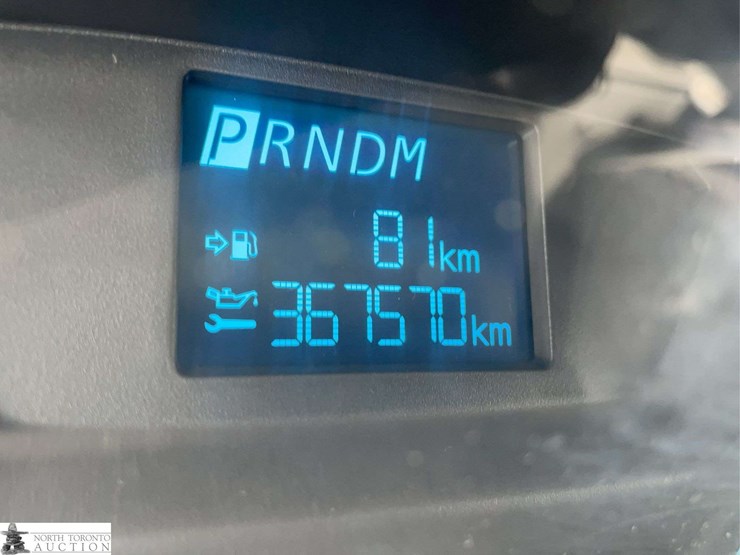 PRNDM
81km
367570km
NORTH TORONTO
AUCTION